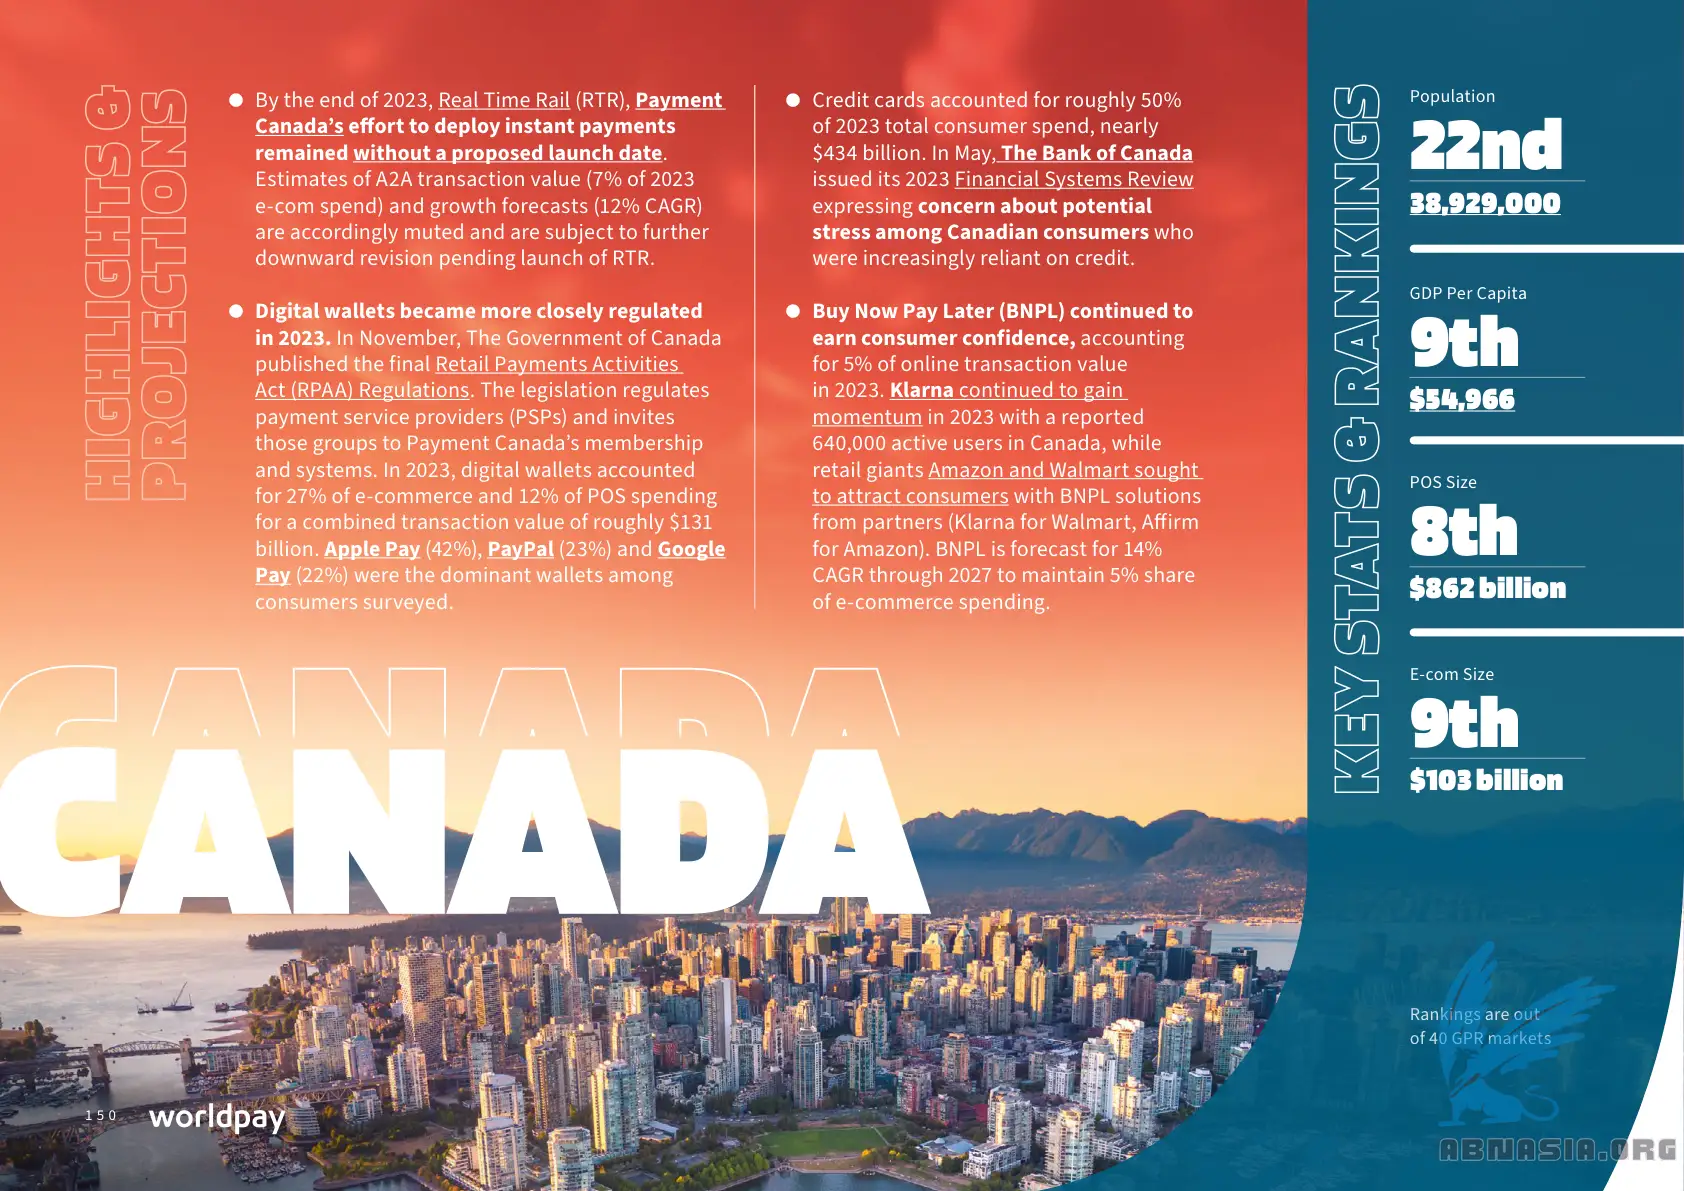 HIGHLIGHTS &
PROJECTIONS
By the end of 2023, Real Time Rail (RTR), Payment
Canada’s effort to deploy instant payments
remained without a proposed launch date.
Estimates of A2A transaction value (7% of 2023
e-com spend) and growth forecasts (12% CAGR)
are accordingly muted and are subject to further
downward revision pending launch of RTR.
Digital wallets became more closely regulated
in 2023. In November, The Government of Canada
published the final Retail Payments Activities
Act (RPAA) Regulations. The legislation regulates
payment service providers (PSPs) and invites
those groups to Payment Canada’s membership
and systems. In 2023, digital wallets accounted
for 27% of e-commerce and 12% of POS spending
for a combined transaction value of roughly $131
billion. Apple Pay (42%), PayPal (23%) and Google
Pay (22%) were the dominant wallets among
consumers surveyed.
Credit cards accounted for roughly 50%
of 2023 total consumer spend, nearly
$434 billion. In May, The Bank of Canada
issued its 2023 Financial Systems Review
expressing concern about potential
stress among Canadian consumers who
were increasingly reliant on credit.
Buy Now Pay Later (BNPL) continued to
earn consumer confidence, accounting
for 5% of online transaction value
in 2023. Klarna continued to gain
momentum in 2023 with a reported
640,000 active users in Canada, while
retail giants Amazon and Walmart sought
to attract consumers with BNPL solutions
from partners (Klarna for Walmart, Affirm
for Amazon). BNPL is forecast for 14%
CAGR through 2027 to maintain 5% share
of e-commerce spending.
CANADA
CANADA
KEY STATS & RANKINGS
Population
22nd
38,929,000
GDP Per Capita
9th
$54,966
POS Size
8th
$862 billion
E-com Size
9th
$103 billion
Rankings are out
of 40 GPR markets
150 worldpay
ABNASIA.ORG